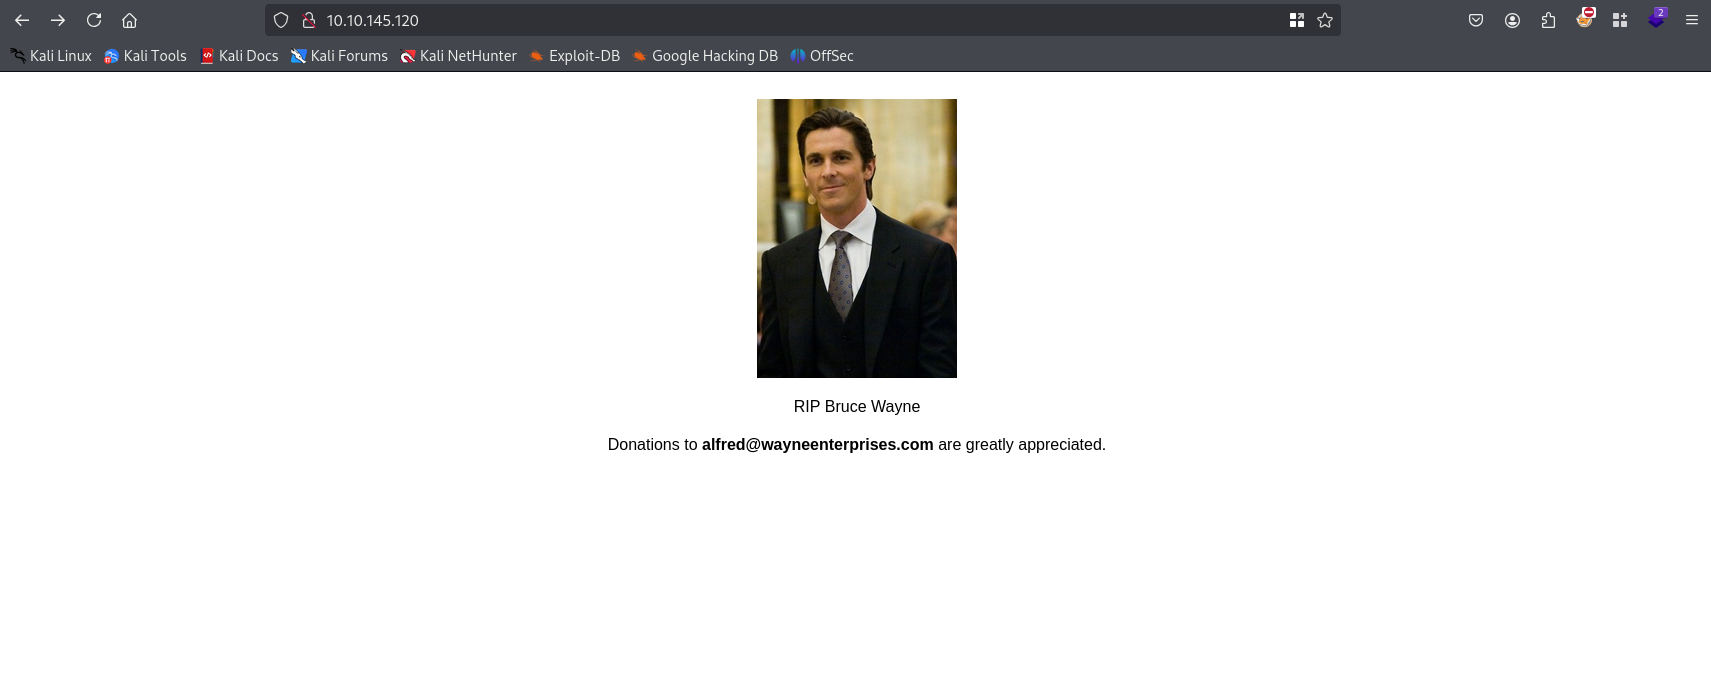 10.10.145.120
2
Kali Linux Kali Tools Kali Docs Kali Forums Kali NetHunter Exploit-DB Google Hacking DB OffSec
RIP Bruce Wayne
Donations to alfred@wayneenterprises.com are greatly appreciated.